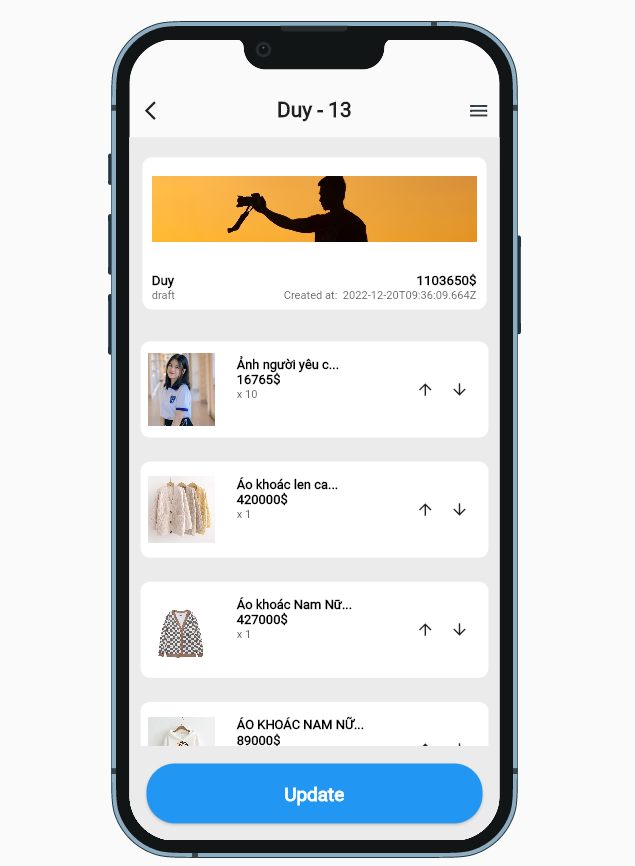 Duy - 13
Duy
1103650$
draft
Created at: 2022-12-20T09:36:09.664Z
Ảnh người yêu c...
16765$
x 10
Áo khoác len ca...
420000$
x 1
Áo khoác Nam Nữ...
427000$
x 1
ÁO KHOÁC NAM NỮ...
89000$
Update